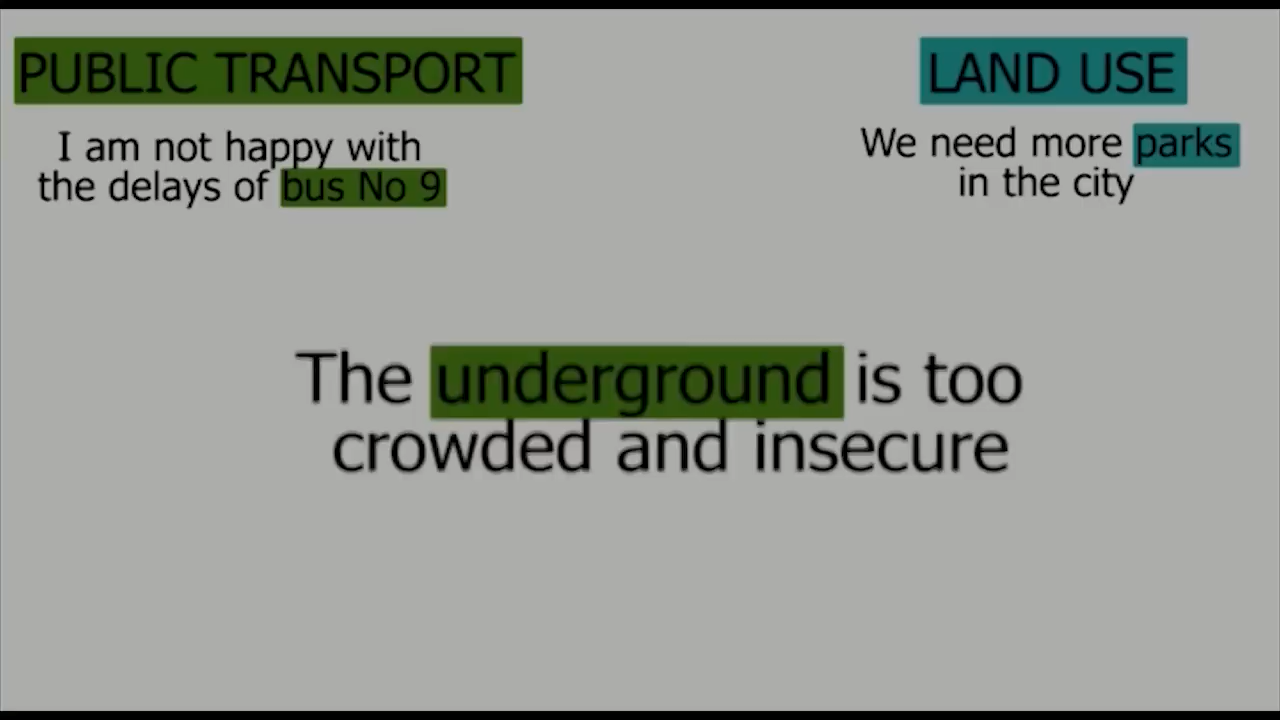 PUBLIC TRANSPORT
I am not happy with
the delays of bus No 9
LAND USE
We need more parks
in the city
The underground is too
crowded and insecure